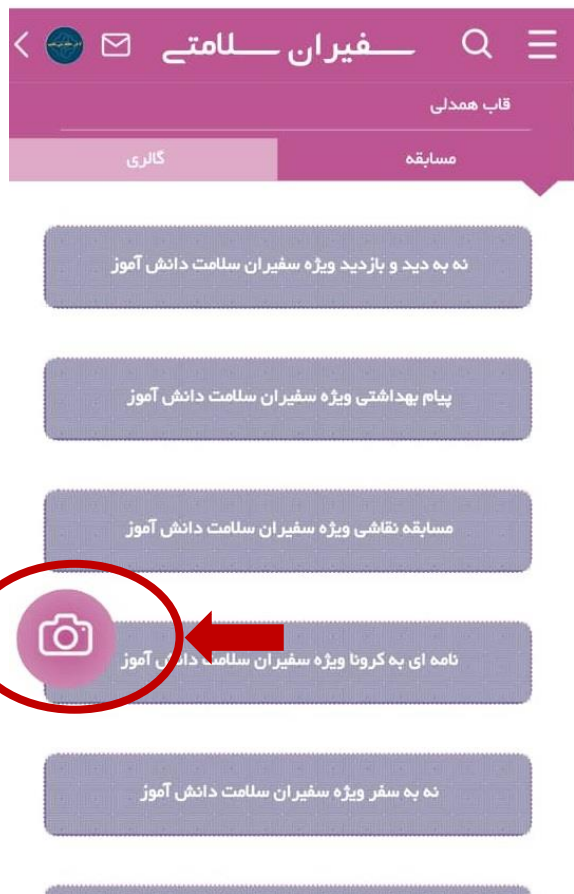 سفیران سلامتی
قاب همدلی
مسابقه
گالری
نه به دید و بازدید ویژه سفیران سلامت دانش آموز
پیام بهداشتی ویژه سفیران سلامت دانش آموز
مسابقه نقاشی ویژه سفیران سلامت دانش آموز
نامه ای به کرونا ویژه سفیران سلامت دانش آموز
نه به سفر ویژه سفیران سلامت دانش آموز